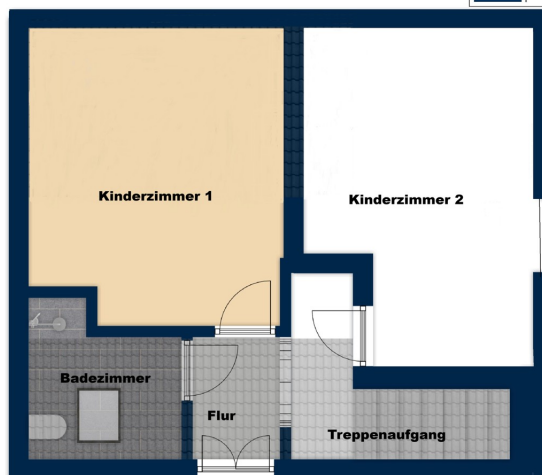 Kinderzimmer 1
Kinderzimmer 2
Badezimmer
Flur
Treppenaufgang